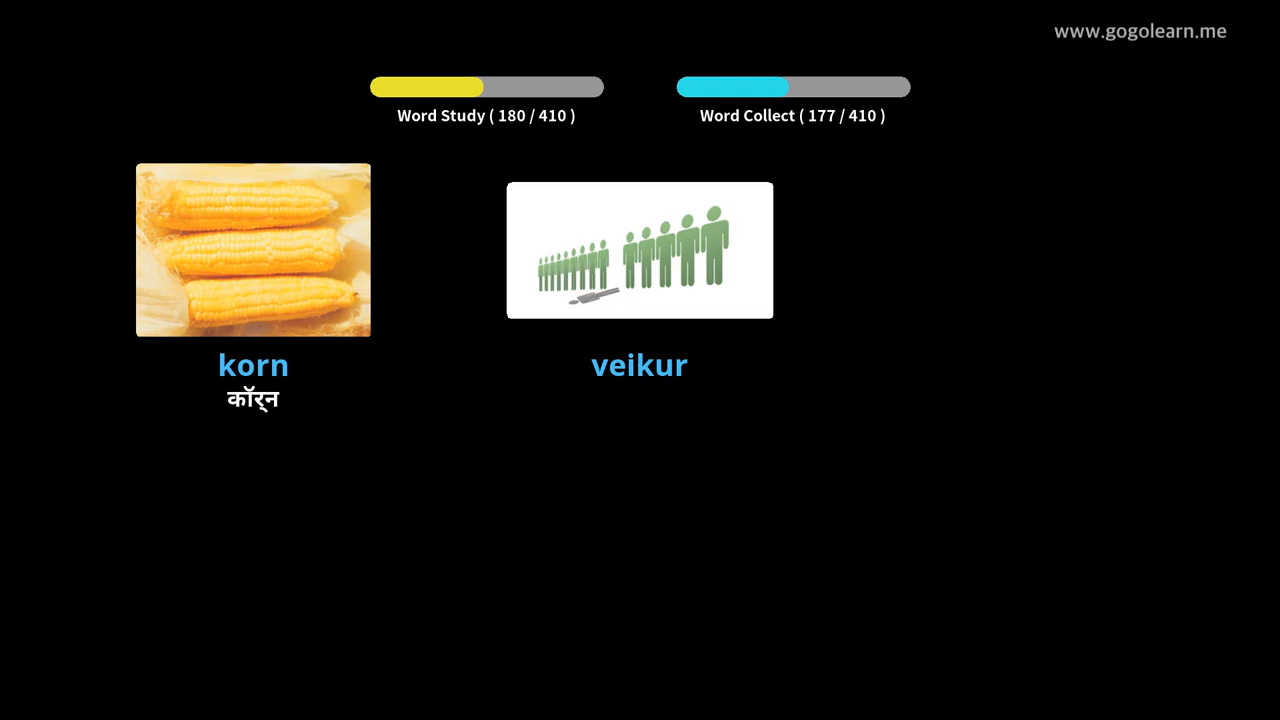 www.gogolearn.me
Word Study ( 180 / 410 )
Word Collect ( 177 / 410 )
korn
कॉर्न
veikur